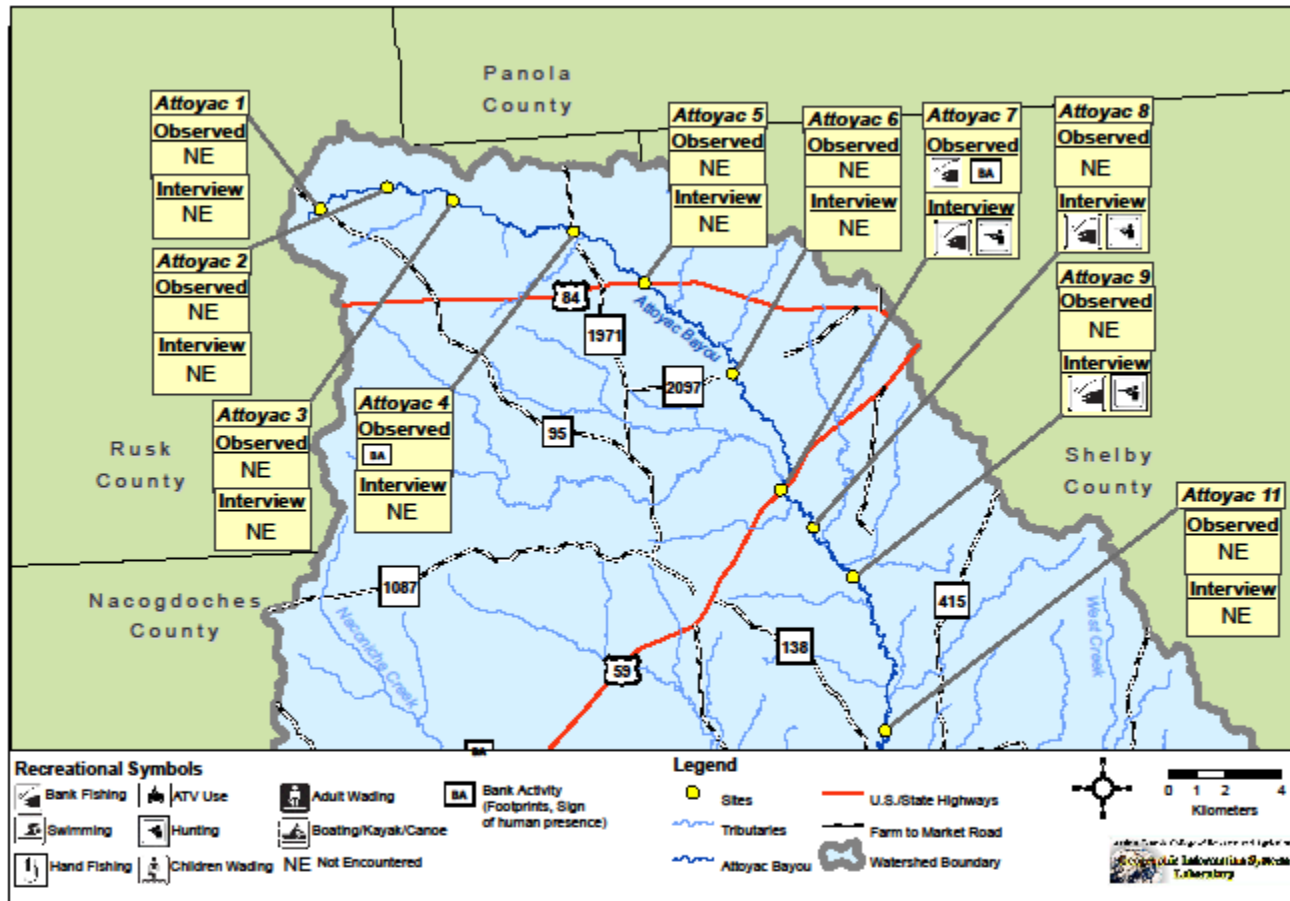 Panola
County
Attoyac 1
Observed
NE
Interview
NE
Attoyac 2
Observed
NE
Interview
NE
Attoyac 3
Observed
NE
Interview
NE
Attoyac 4
Observed
BA
Interview
NE
Attoyac 5
Observed
NE
Interview
NE
Attoyac 6
Observed
NE
Interview
NE
Attoyac 7
Observed
BA
Interview
Attoyac 8
Observed
NE
Interview
Attoyac 9
Observed
NE
Interview
Attoyac 11
Observed
NE
Interview
NE
Rusk
County
Nacogdoches
County
Shelby
County
84
1971
Attoyac Bayou
2097
95
1087
Naconiche Creek
59
138
415
West Creek
BA
Recreational Symbols
Bank Fishing
ATV Use
Adult Wading
BA
Bank Activity
(Footprints, Sign
of human presence)
Swimming
Hunting
Boating/Kayak/Canoe
Hand Fishing
Children Wading
NE Not Encountered
Legend
Sites
U.S./State Highways
Tributaries
Farm to Market Road
Attoyac Bayou
Watershed Boundary
0 1 2 4
Kilometers
Geographic Information Systems
Laboratory